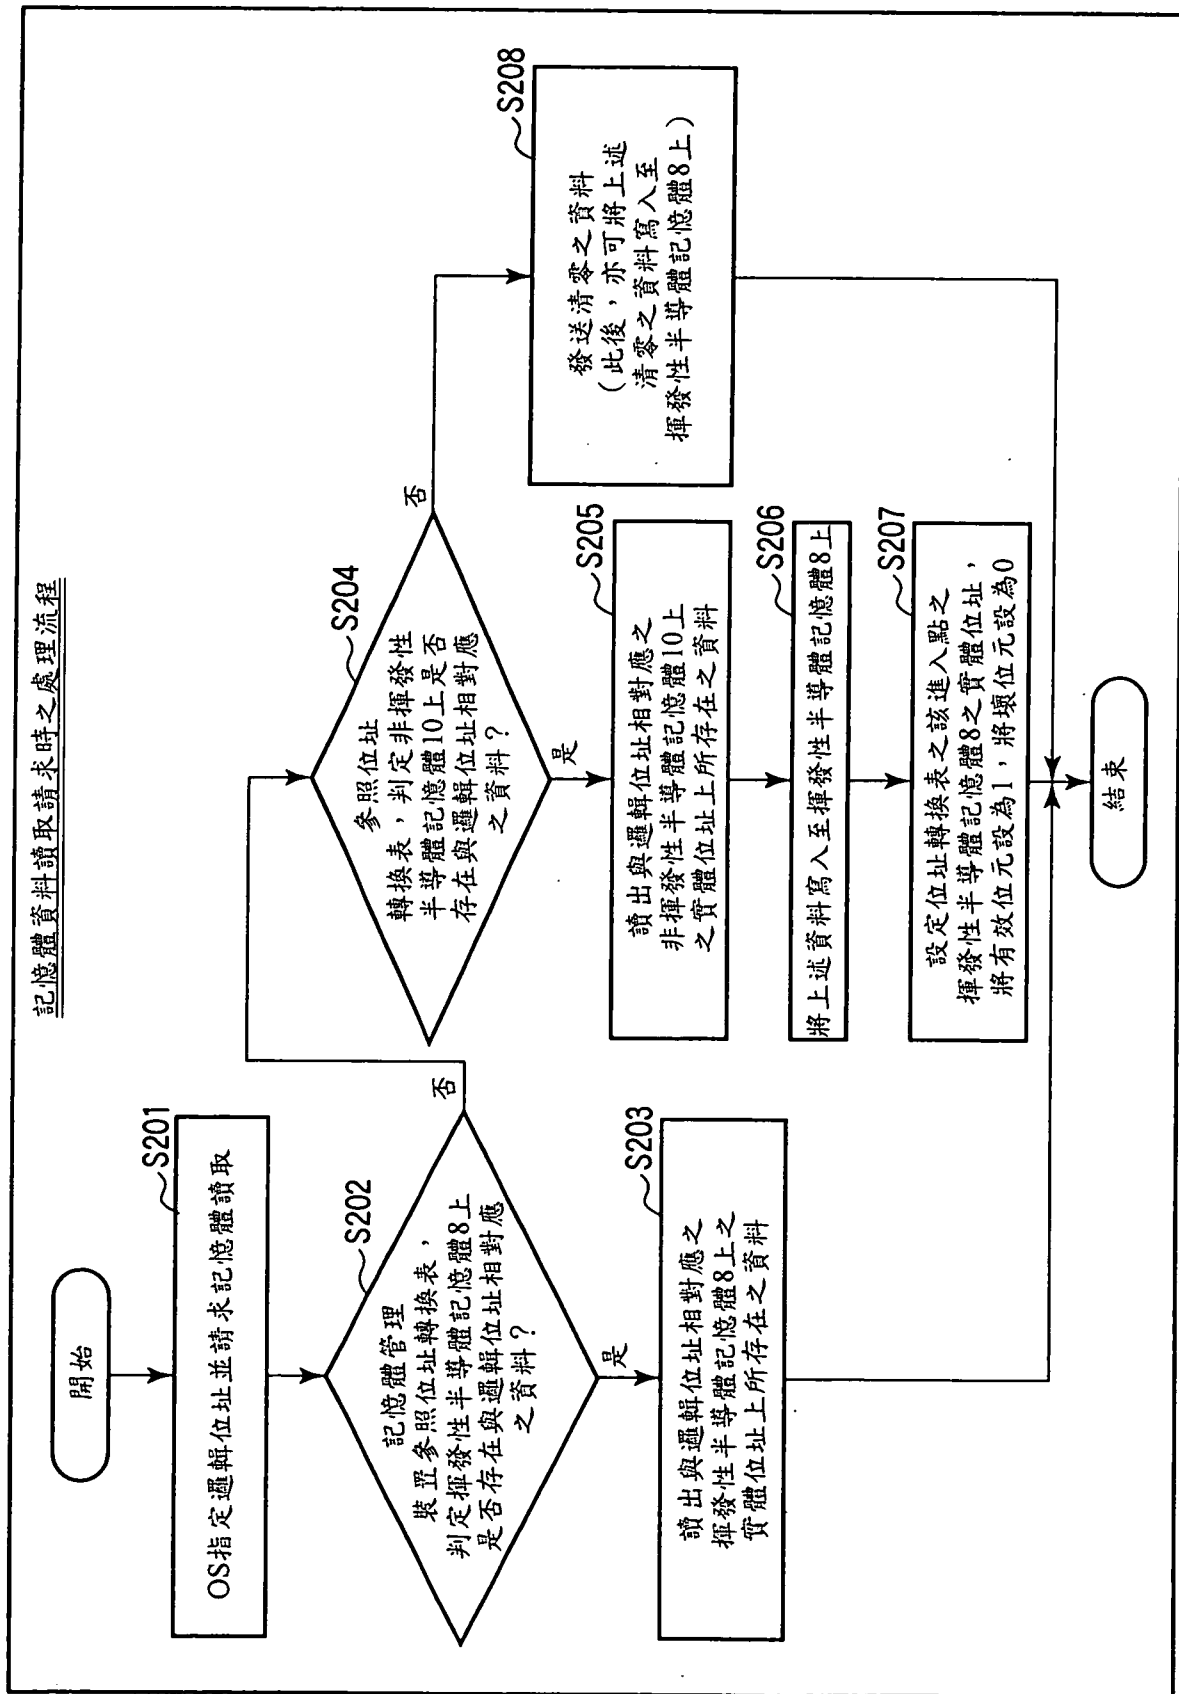 記憶體資料讀取請求時之處理流程
開始
S201
OS指定邏輯位址並請求記憶體讀取
S202
記憶體管理
裝置參照位址轉換表，
判定揮發性半導體記憶體8上
是否存在與邏輯位址相對應
之資料？
是
否
S203
讀出與邏輯位址相對應之
揮發性半導體記憶體8上之
實體位址上所存在之資料
S204
參照位址
轉換表，判定非揮發性
半導體記憶體10上是否
存在與邏輯位址相對應
之資料？
是
否
S205
讀出與邏輯位址相對應之
非揮發性半導體記憶體10上
之實體位址上所存在之資料
S206
將上述資料寫入至揮發性半導體記憶體8上
S207
設定位址轉換表之該進入點之
揮發性半導體記憶體8之實體位址，
將有效位元設為1，將壞位元設為0
S208
發送清零之資料
（此後，亦可將上述
清零之資料寫入至
揮發性半導體記憶體8上）
結束